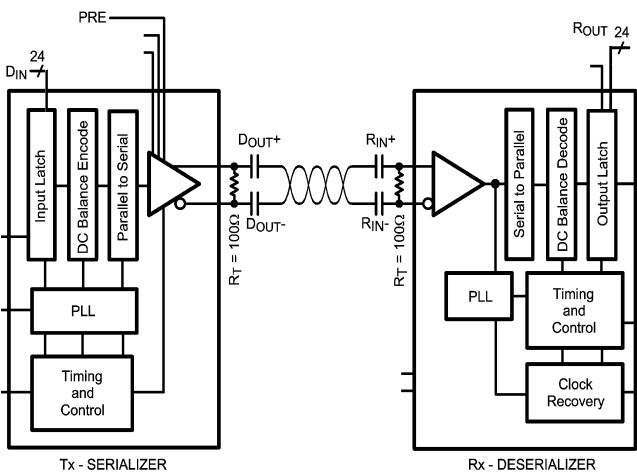 PRE
24
DIN
Input Latch
DC Balance Encode
Parallel to Serial
PLL
Timing
and
Control
Tx - SERIALIZER
DOUT+
DOUT-
RT = 100Ω
RIN+
RIN-
RT = 100Ω
ROUT
24
Serial to Parallel
DC Balance Decode
Output Latch
PLL
Timing
and
Control
Clock
Recovery
Rx - DESERIALIZER